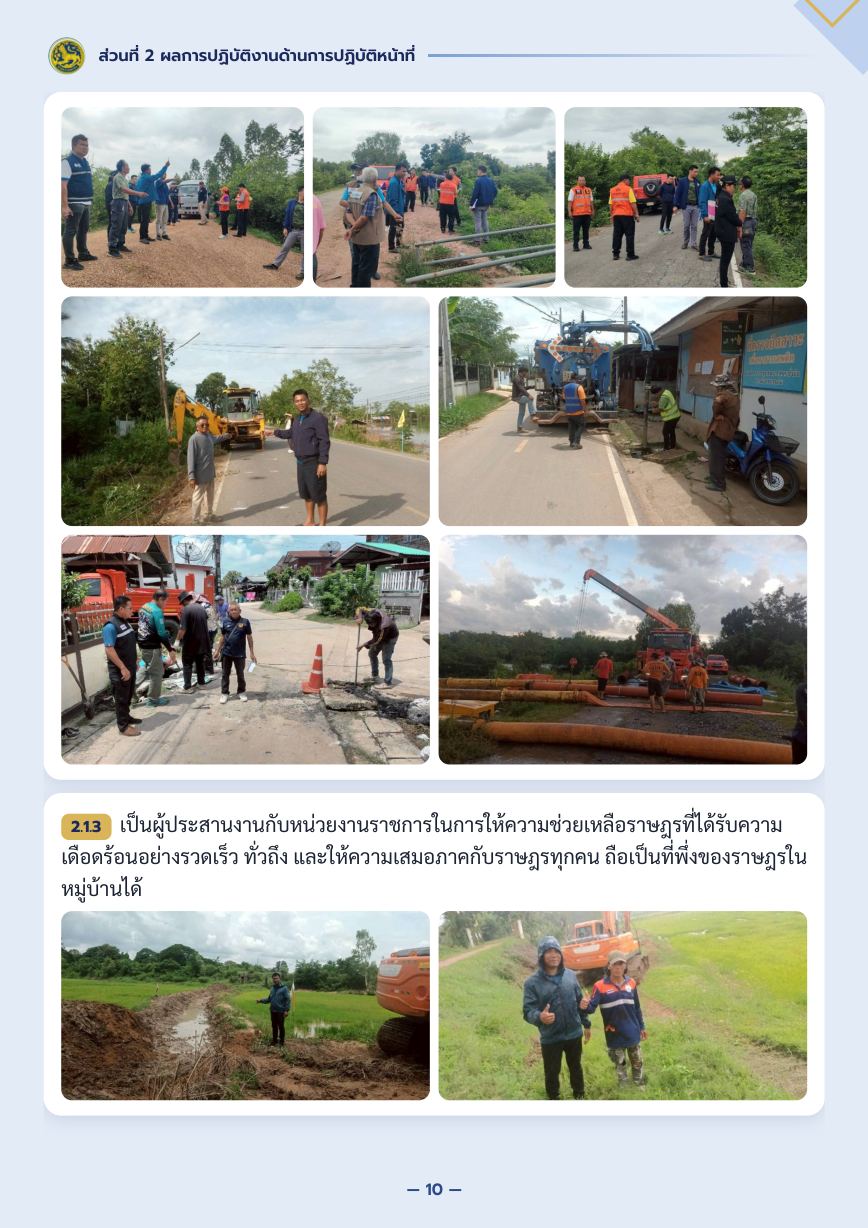 ส่วนที่ 2 ผลการปฏิบัติงานด้านการปฏิบัติหน้าที่
2.1.3 เป็นผู้ประสานงานกับหน่วยงานราชการในการให้ความช่วยเหลือราษฎรที่ได้รับความ
เดือดร้อนอย่างรวดเร็ว ทั่วถึง และให้ความเสมอภาคกับราษฎรทุกคน ถือเป็นที่พึ่งของราษฎรใน
หมู่บ้านได้
— 10 —